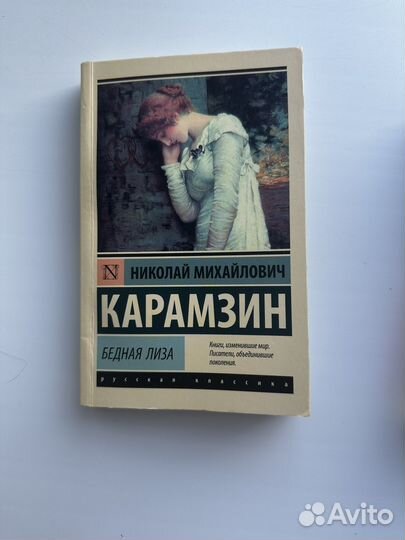 N
НИКОЛАЙ МИХАЙЛОВИЧ
КАРАМЗИН
БЕДНАЯ ЛИЗА
Книги, изменившие мир.
Писатели, объединившие
поколения.
русская классика
Avito